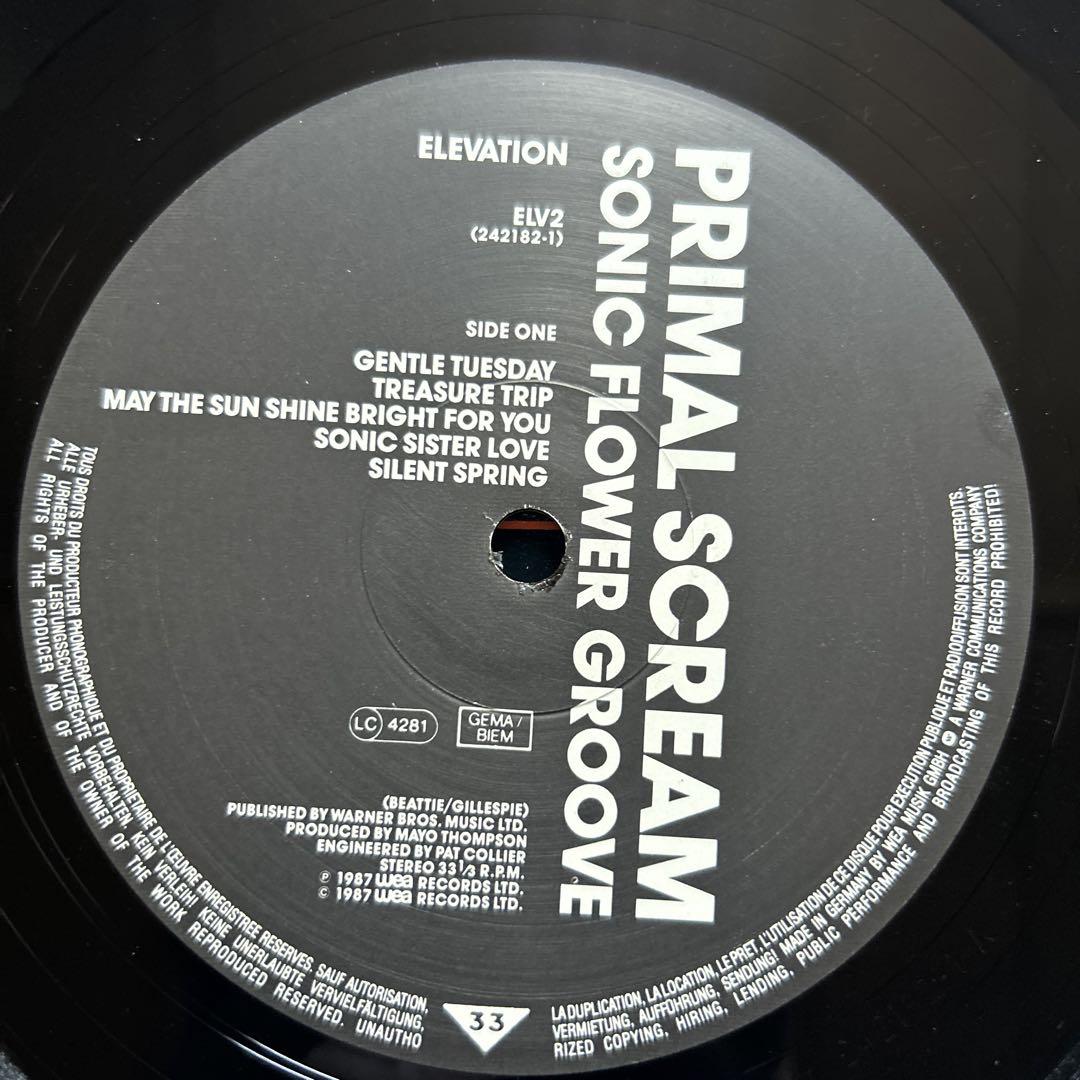 PRIMAL SCREAM
SONIC FLOWER GROOVE
ELEVATION
ELV2
(242182-1)
SIDE ONE
GENTLE TUESDAY
TREASURE TRIP
MAY THE SUN SHINE BRIGHT FOR YOU
SONIC SISTER LOVE
SILENT SPRING
LC 4281
GEMA/
BIEM
(BEATTIE/GILLESPIE)
PUBLISHED BY WARNER BROS. MUSIC LTD.
PRODUCED BY MAYO THOMPSON
ENGINEERED BY PAT COLLIER
STEREO 33 1/3 R.P.M.
℗ 1987 wea RECORDS LTD.
© 1987 wea RECORDS LTD.
TOUS DROITS DU PRODUCTEUR PHONOGRAPHIQUE ET DU PROPRIETAIRE DE L'ŒUVRE ENREGISTREE RESERVES. SAUF AUTORISATION,
ALLE URHEBER- UND LEISTUNGSSCHUTZRECHTE VORBEHALTEN. KEIN VERLEIH! KEINE UNERLAUBTE VERVIELFÄLTIGUNG,
ALL RIGHTS OF THE PRODUCER AND OF THE OWNER OF THE WORK REPRODUCED RESERVED. UNAUTHO
33
LA DUPLICATION, LA LOCATION, LE PRET, L'UTILISATION DE CE DISQUE POUR EXECUTION PUBLIQUE ET RADIODIFFUSION SONT INTERDITS.
VERMIETUNG, AUFFÜHRUNG, SENDUNG! MADE IN GERMANY BY WEA MUSIK GMBH A WARNER COMMUNICATIONS COMPANY
RIZED COPYING, HIRING, LENDING, PUBLIC PERFORMANCE AND BROADCASTING OF THIS RECORD PROHIBITED!